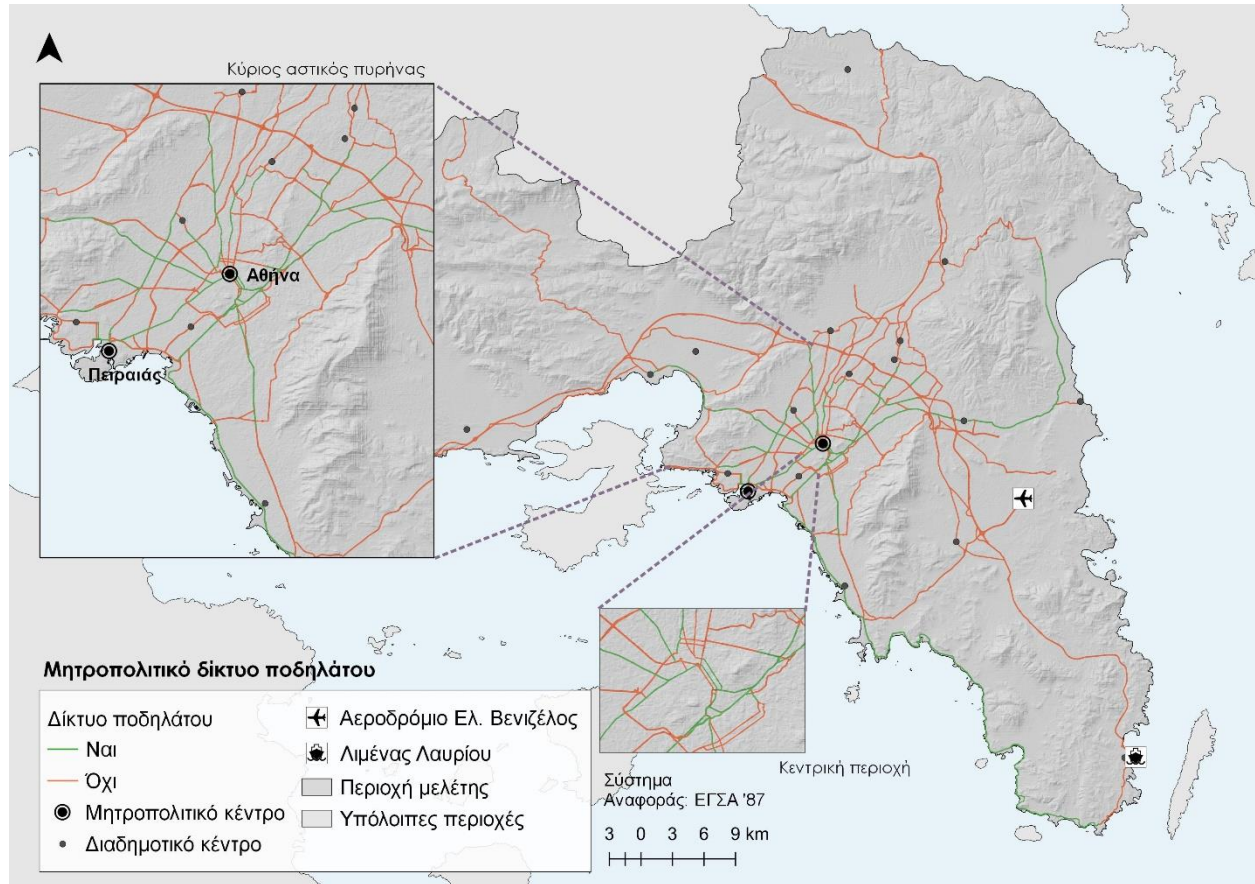 Κύριος αστικός πυρήνας
Αθήνα
Πειραιάς
Μητροπολιτικό δίκτυο ποδηλάτου
Δίκτυο ποδηλάτου
Ναι
Όχι
Μητροπολιτικό κέντρο
Διαδημοτικό κέντρο
Αεροδρόμιο Ελ. Βενιζέλος
Λιμένας Λαυρίου
Περιοχή μελέτης
Υπόλοιπες περιοχές
Κεντρική περιοχή
Σύστημα
Αναφοράς: ΕΓΣΑ '87
3 0 3 6 9 km